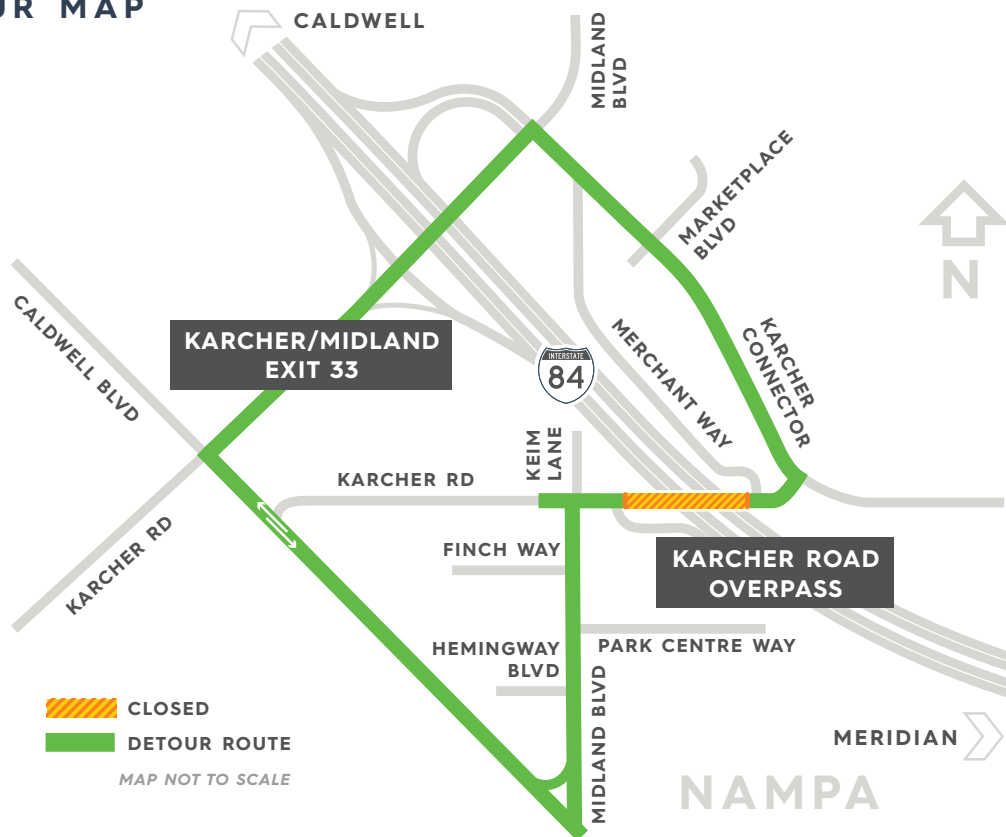 UR MAP
CALDWELL
MIDLAND
BLVD
MARKETPLACE
BLVD
N
CALDWELL BLVD
KARCHER/MIDLAND
EXIT 33
INTERSTATE
84
MERCHANT WAY
KARCHER
CONNECTOR
KEIM
LANE
KARCHER RD
KARCHER RD
FINCH WAY
KARCHER ROAD
OVERPASS
HEMINGWAY
BLVD
PARK CENTRE WAY
MIDLAND BLVD
CLOSED
DETOUR ROUTE
MAP NOT TO SCALE
MERIDIAN
NAMPA